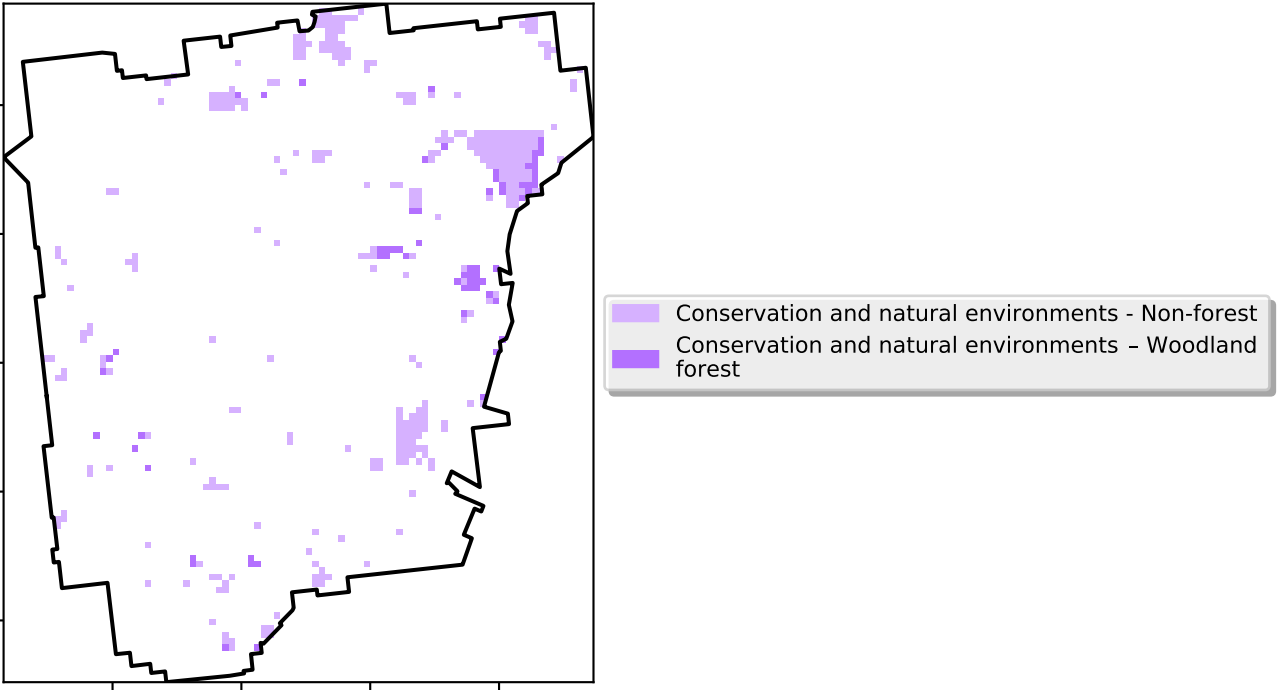 Conservation and natural environments - Non-forest
Conservation and natural environments – Woodland
forest